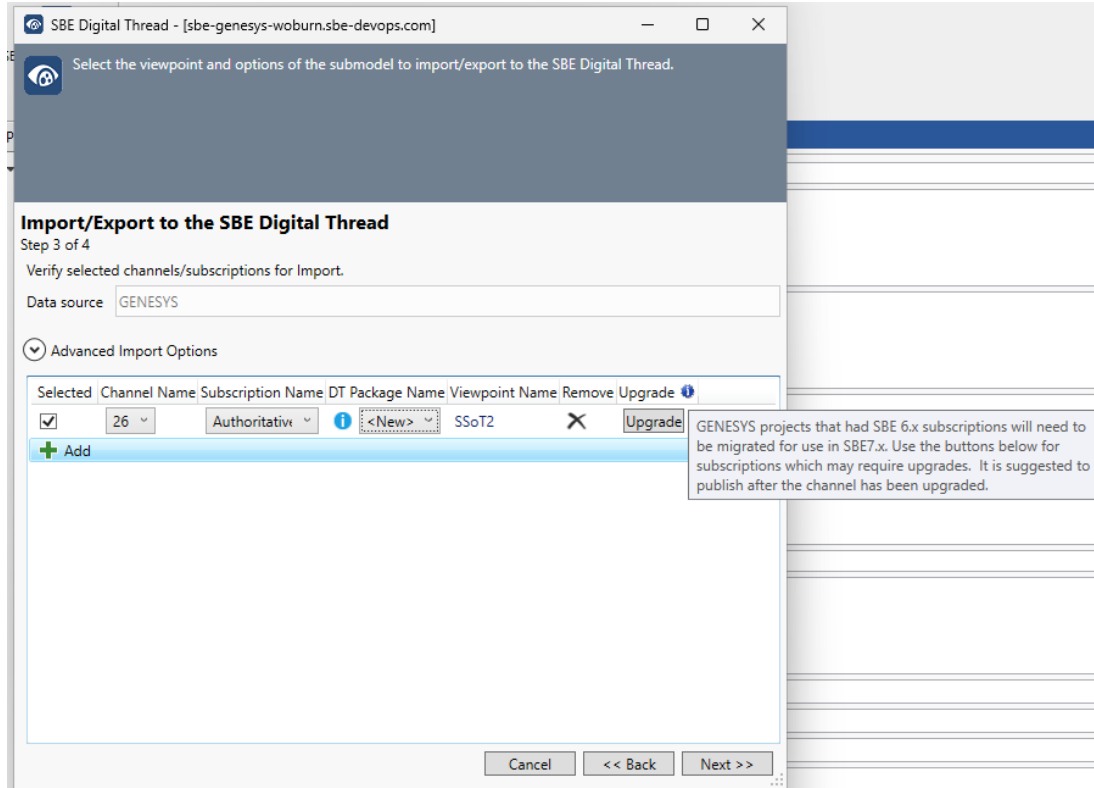 SBE Digital Thread - [sbe-genesys-woburn.sbe-devops.com]
Select the viewpoint and options of the submodel to import/export to the SBE Digital Thread.
Import/Export to the SBE Digital Thread
Step 3 of 4
Verify selected channels/subscriptions for Import.
Data source GENESYS
Advanced Import Options
Selected Channel Name Subscription Name DT Package Name Viewpoint Name Remove Upgrade
26 Authoritative <New> SSoT2 Upgrade
Add
GENESYS projects that had SBE 6.x subscriptions will need to
be migrated for use in SBE7.x. Use the buttons below for
subscriptions which may require upgrades. It is suggested to
publish after the channel has been upgraded.
Cancel << Back Next >>